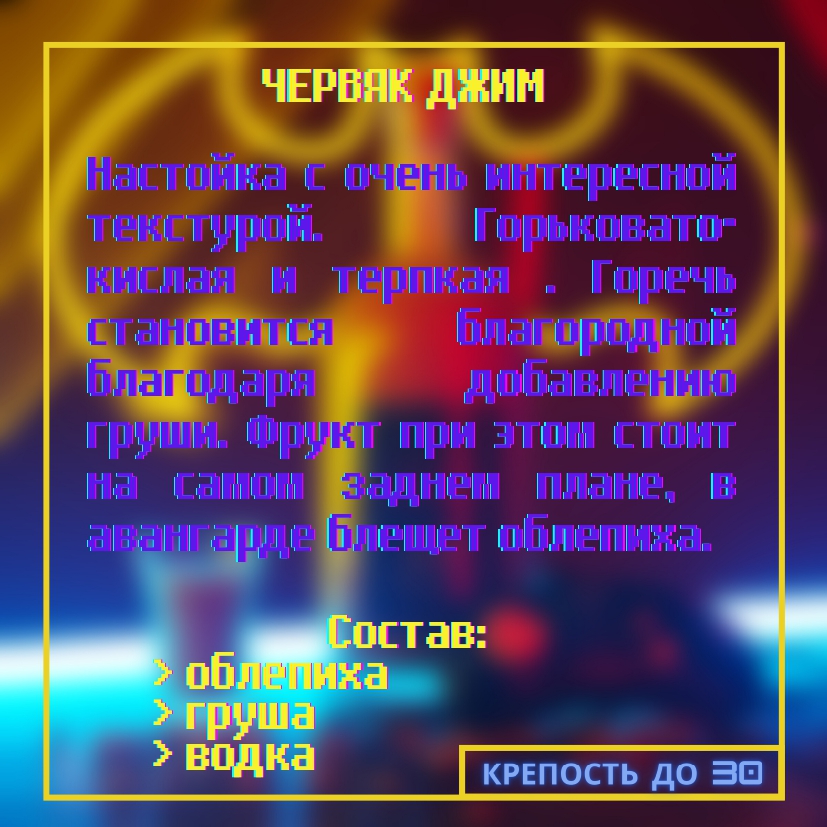 ЧЕРВЯК ДЖИМ
Настойка с очень интересной
текстурой. Горьковато-
кислая и терпкая . Горечь
становится благородной
благодаря добавлению
груши. Фрукт при этом стоит
на самом заднем плане, в
авангарде блещет облепиха.
Состав:
> облепиха
> груша
> водка
КРЕПОСТЬ ДО 30